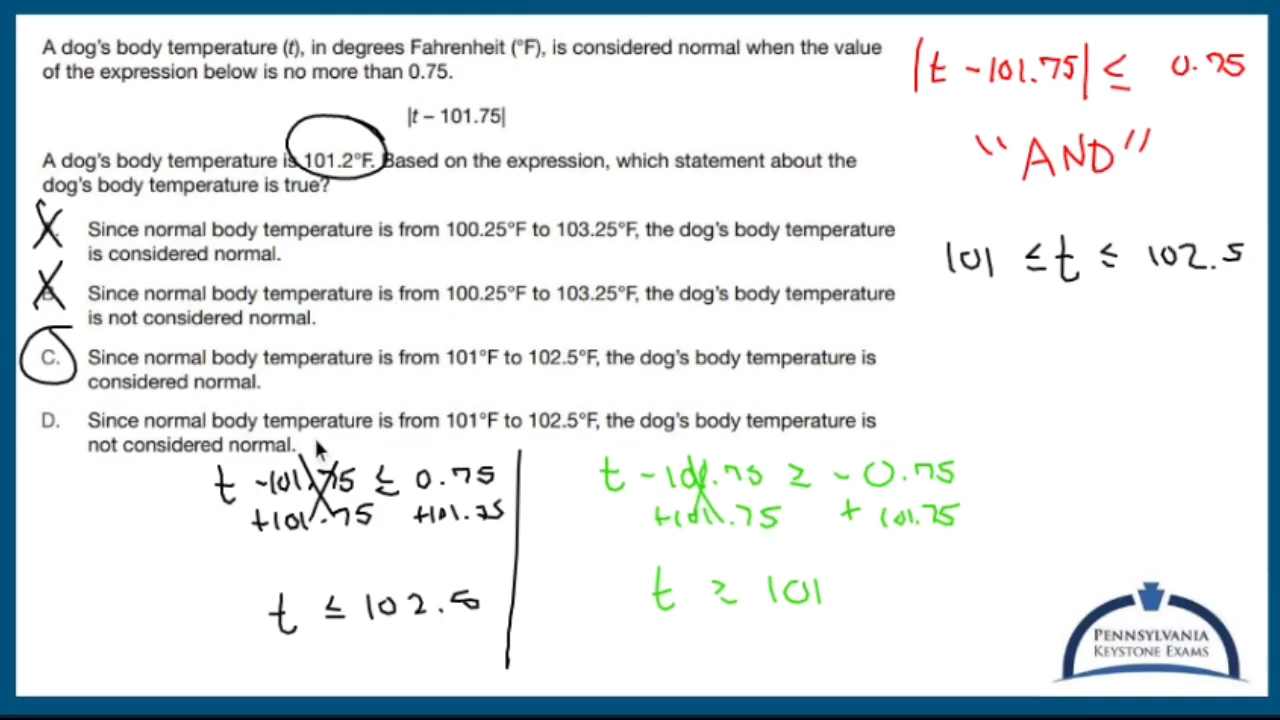 A dog's body temperature (t), in degrees Fahrenheit (°F), is considered normal when the value
of the expression below is no more than 0.75.
|t – 101.75|
A dog's body temperature is 101.2°F. Based on the expression, which statement about the
dog's body temperature is true?
Since normal body temperature is from 100.25°F to 103.25°F, the dog's body temperature
is considered normal.
Since normal body temperature is from 100.25°F to 103.25°F, the dog's body temperature
is not considered normal.
C. Since normal body temperature is from 101°F to 102.5°F, the dog's body temperature is
considered normal.
D. Since normal body temperature is from 101°F to 102.5°F, the dog's body temperature is
not considered normal.
|t - 101.75| ≤ 0.75
"AND"
101 ≤ t ≤ 102.5
t -101.75 ≤ 0.75
+101.75 +101.75
t ≤ 102.5
t -101.75 ≥ -0.75
+101.75 + 101.75
t ≥ 101
PENNSYLVANIA
KEYSTONE EXAMS